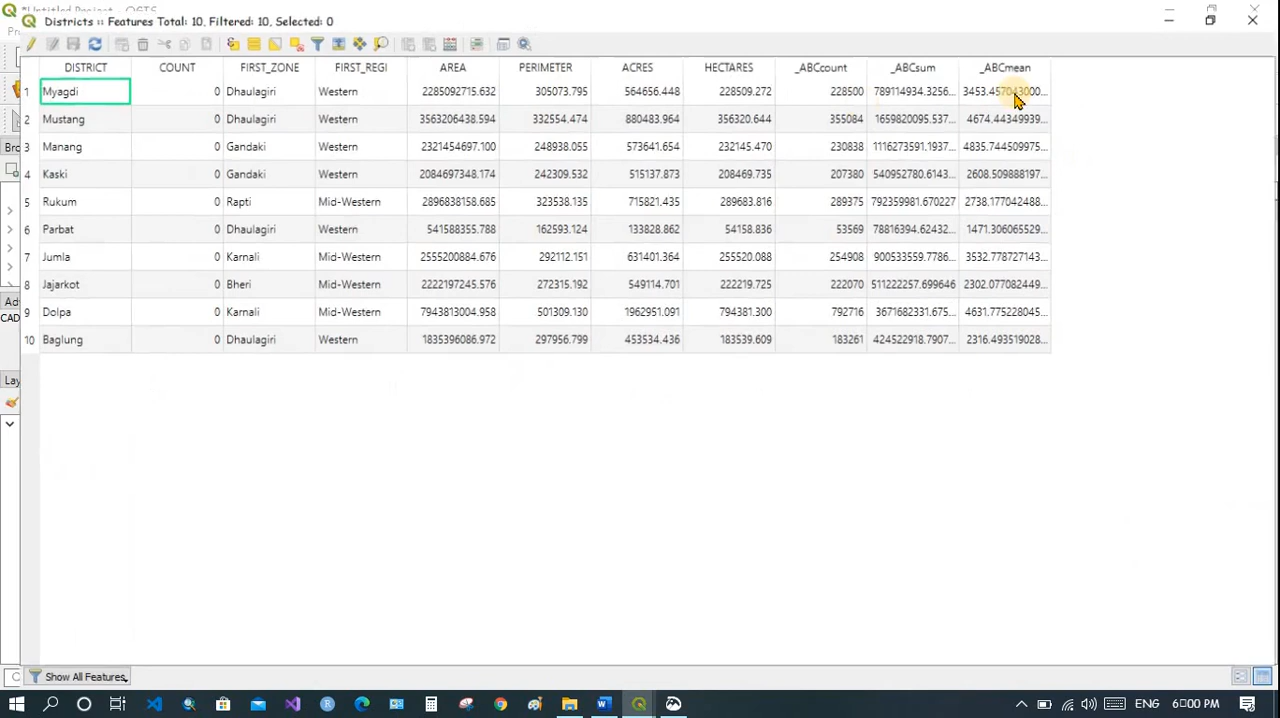 *Untitled Project — QGIS
Districts :: Features Total: 10, Filtered: 10, Selected: 0
DISTRICT COUNT FIRST_ZONE FIRST_REGI AREA PERIMETER ACRES HECTARES _ABCcount _ABCsum _ABCmean
1 Myagdi 0 Dhaulagiri Western 2285092715.632 305073.795 564656.448 228509.272 228500 789114934.3256... 3453.457043000...
2 Mustang 0 Dhaulagiri Western 3563206438.594 332554.474 880483.964 356320.644 355084 1659820095.537... 4674.44349939...
3 Manang 0 Gandaki Western 2321454697.100 248938.055 573641.654 232145.470 230838 1116273591.1937... 4835.744509975...
4 Kaski 0 Gandaki Western 2084697348.174 242309.532 515137.873 208469.735 207380 540952780.6143... 2608.509888197...
5 Rukum 0 Rapti Mid-Western 2896838158.685 323538.135 715821.435 289683.816 289375 792359981.670227 2738.177042488...
6 Parbat 0 Dhaulagiri Western 541588355.788 162593.124 133828.862 54158.836 53569 78816394.62432... 1471.306065529...
7 Jumla 0 Karnali Mid-Western 2555200884.676 292112.151 631401.364 255520.088 254908 900533559.7786... 3532.778727143...
8 Jajarkot 0 Bheri Mid-Western 2222197245.576 272315.192 549114.701 222219.725 222070 511222257.699646 2302.077082449...
9 Dolpa 0 Karnali Mid-Western 7943813004.958 501309.130 1962951.091 794381.300 792716 3671682331.675... 4631.775228045...
10 Baglung 0 Dhaulagiri Western 1835396086.972 297956.799 453534.436 183539.609 183261 424522918.7907... 2316.493519028...
Bro
Ad
CAD
Lay
Show All Features
ENG 6:00 PM